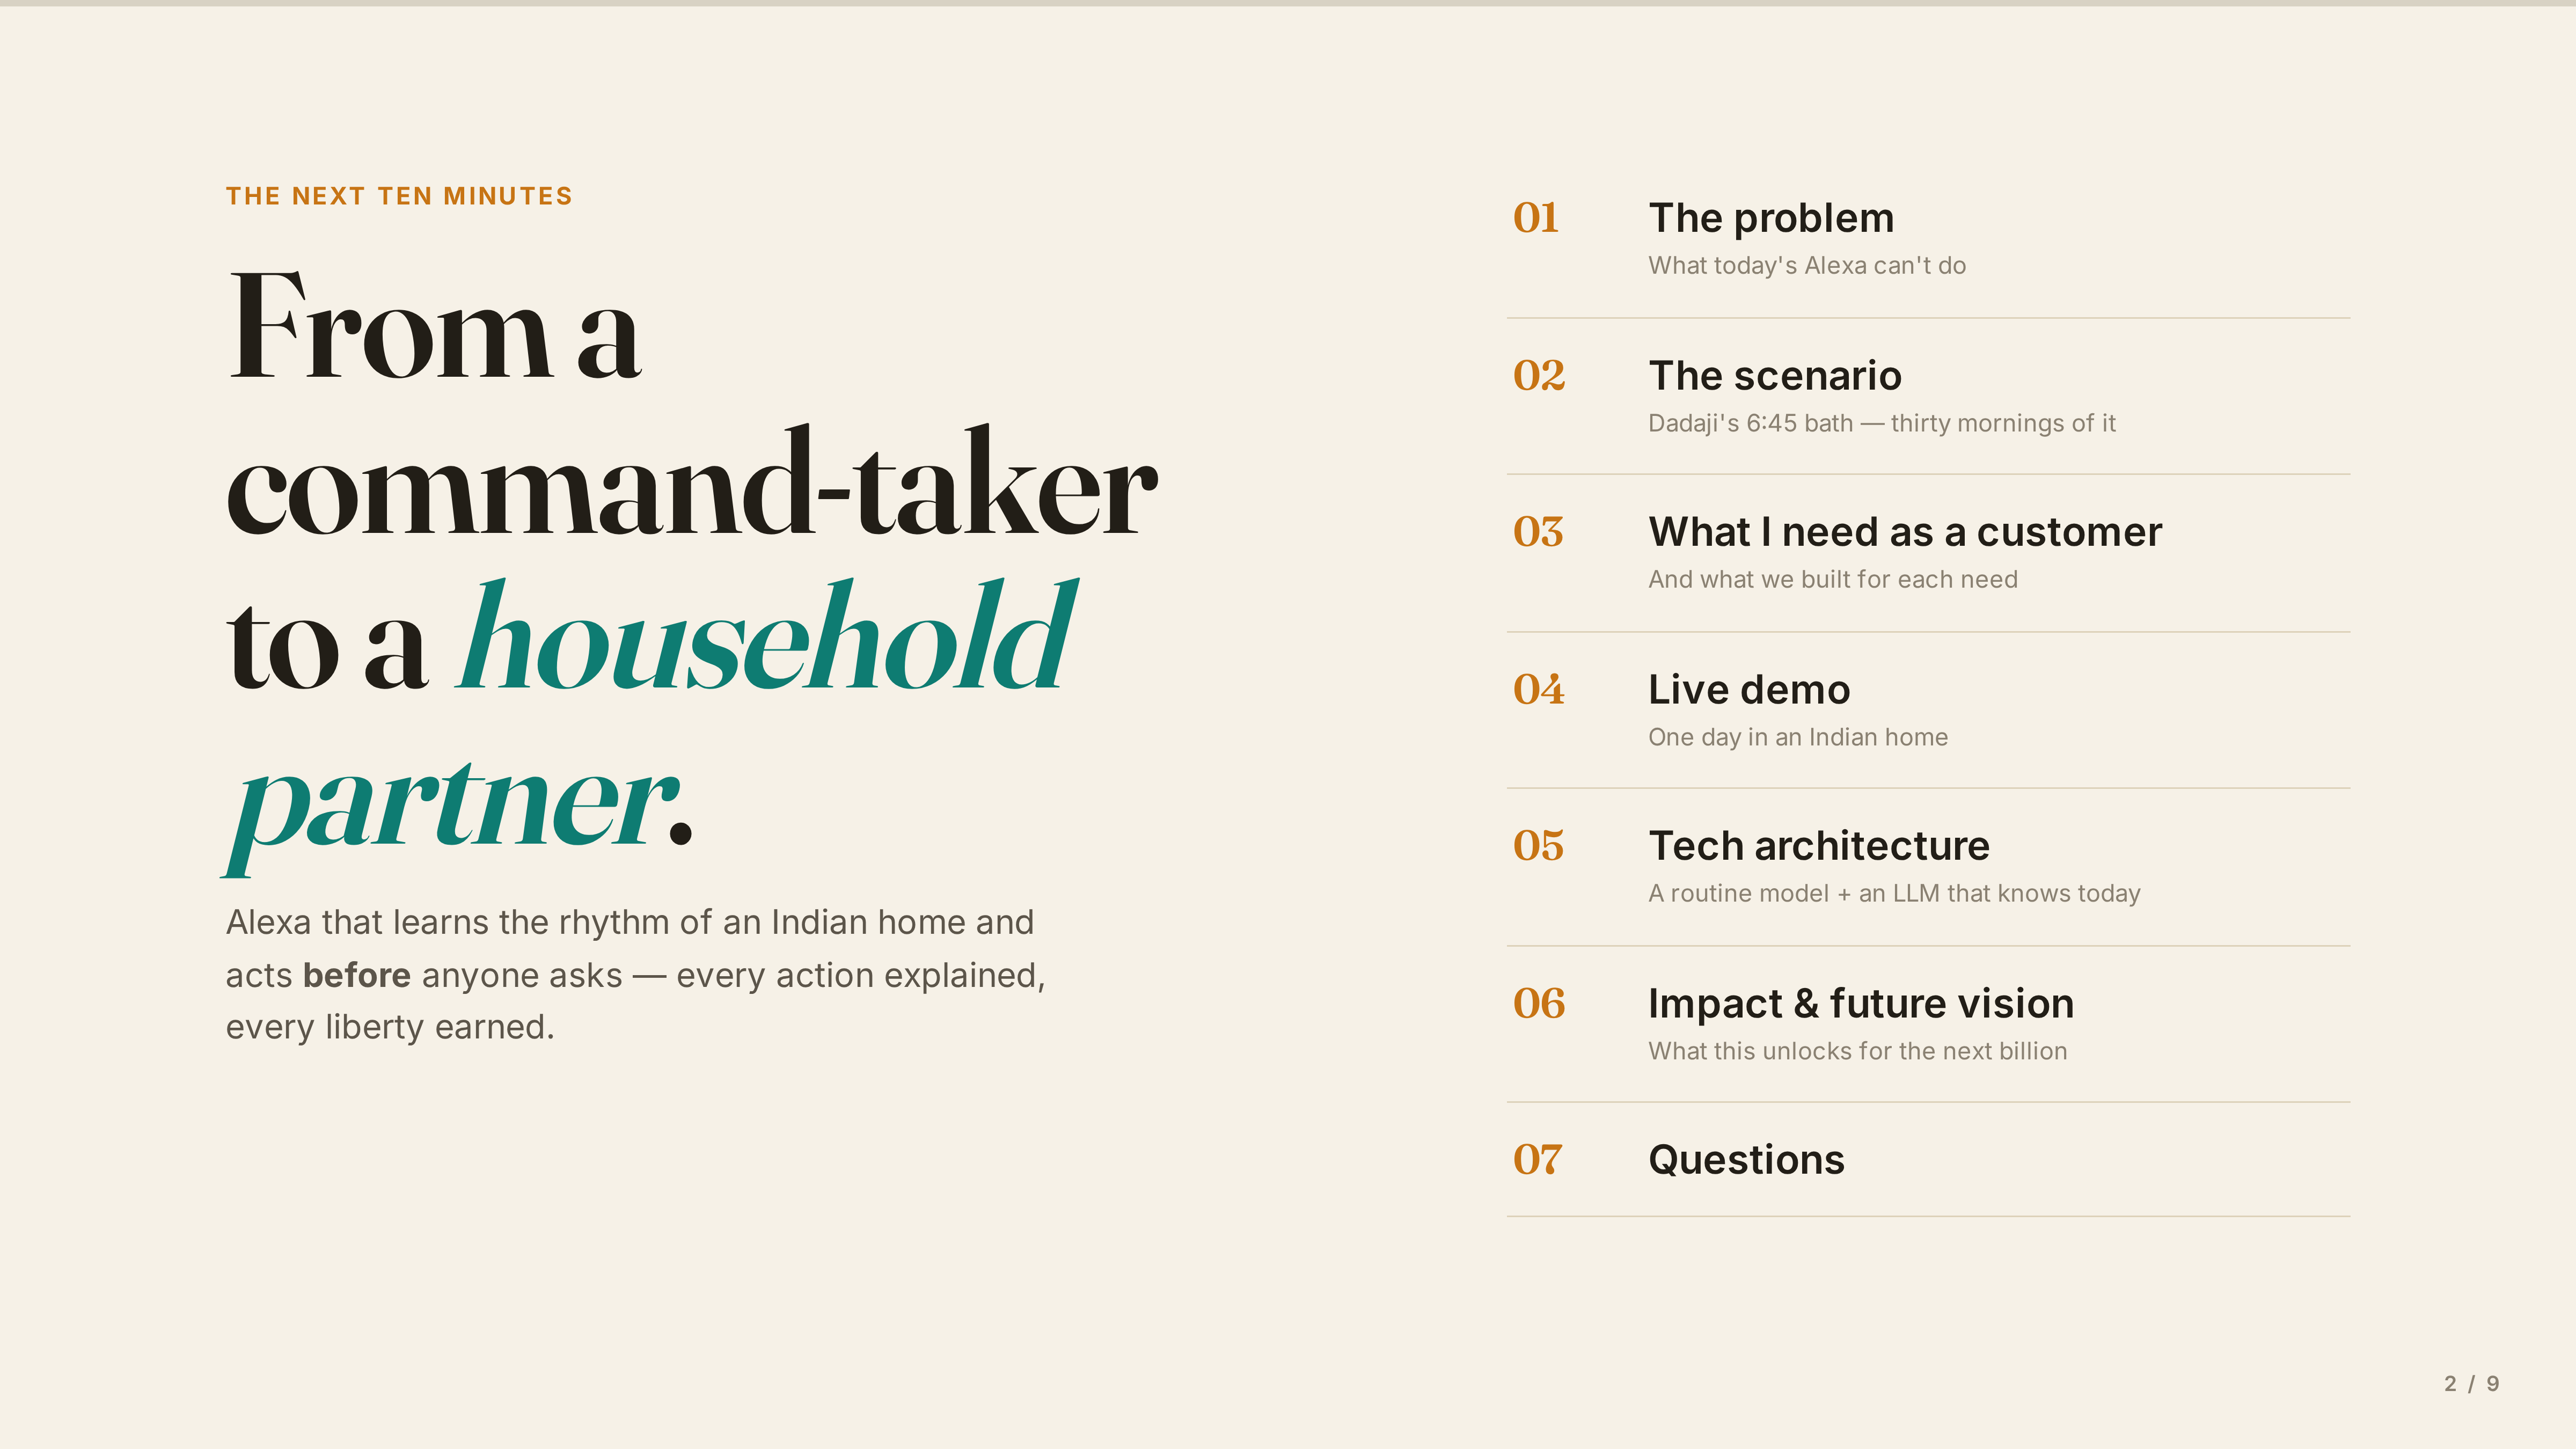 THE NEXT TEN MINUTES
From a
command-taker
to a household
partner.
Alexa that learns the rhythm of an Indian home and
acts before anyone asks — every action explained,
every liberty earned.
01 The problem
What today's Alexa can't do
02 The scenario
Dadaji's 6:45 bath — thirty mornings of it
03 What I need as a customer
And what we built for each need
04 Live demo
One day in an Indian home
05 Tech architecture
A routine model + an LLM that knows today
06 Impact & future vision
What this unlocks for the next billion
07 Questions
2 / 9